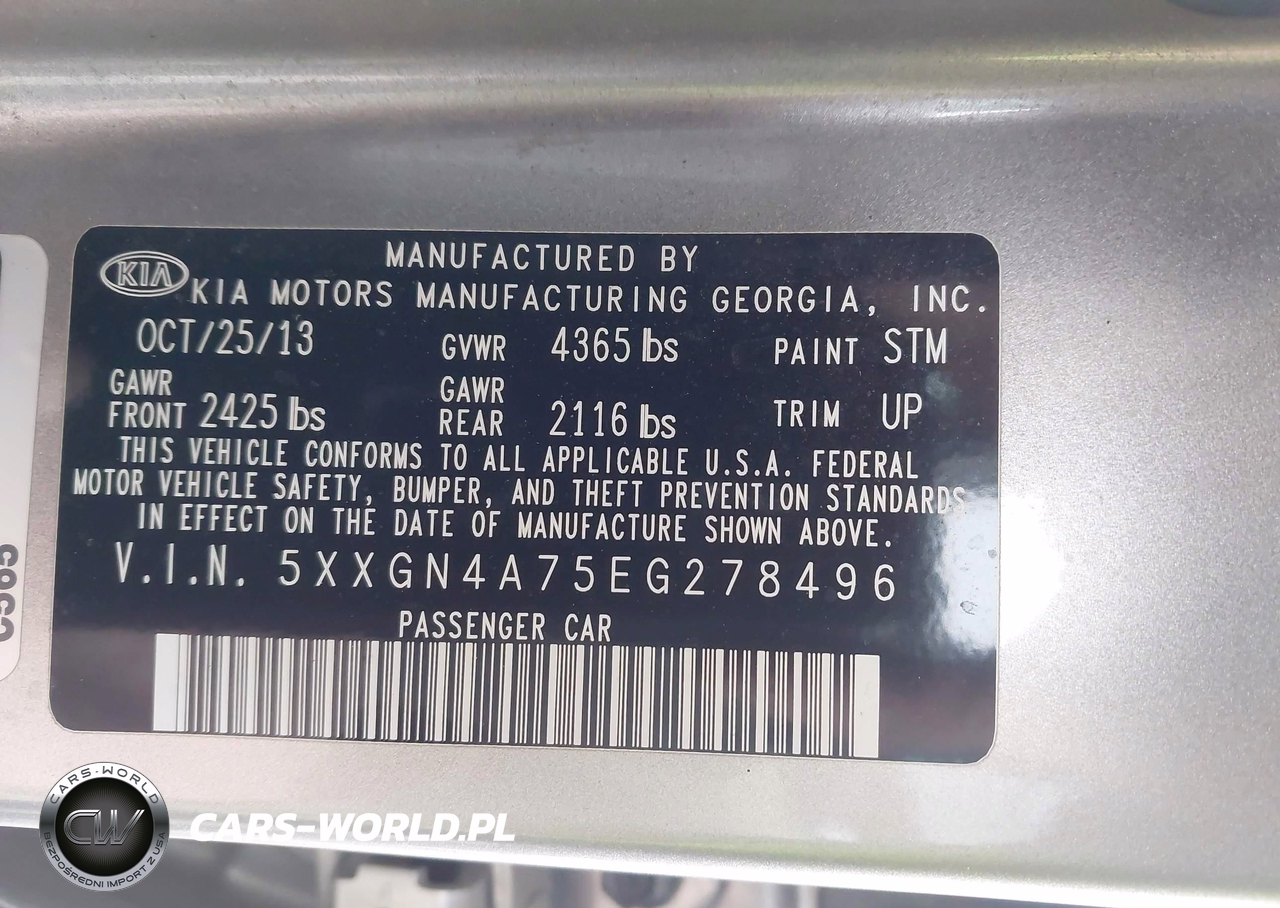 KIA
MANUFACTURED BY
KIA MOTORS MANUFACTURING GEORGIA, INC.
OCT/25/13 GVWR 4365 lbs PAINT STM
GAWR FRONT 2425 lbs GAWR REAR 2116 lbs TRIM UP
THIS VEHICLE CONFORMS TO ALL APPLICABLE U.S.A. FEDERAL
MOTOR VEHICLE SAFETY, BUMPER, AND THEFT PREVENTION STANDARDS
IN EFFECT ON THE DATE OF MANUFACTURE SHOWN ABOVE.
V.I.N. 5XXGN4A75EG278496
PASSENGER CAR
CARS-WORLD
CW
BEZPOŚREDNI IMPORT Z USA
CARS-WORLD.PL